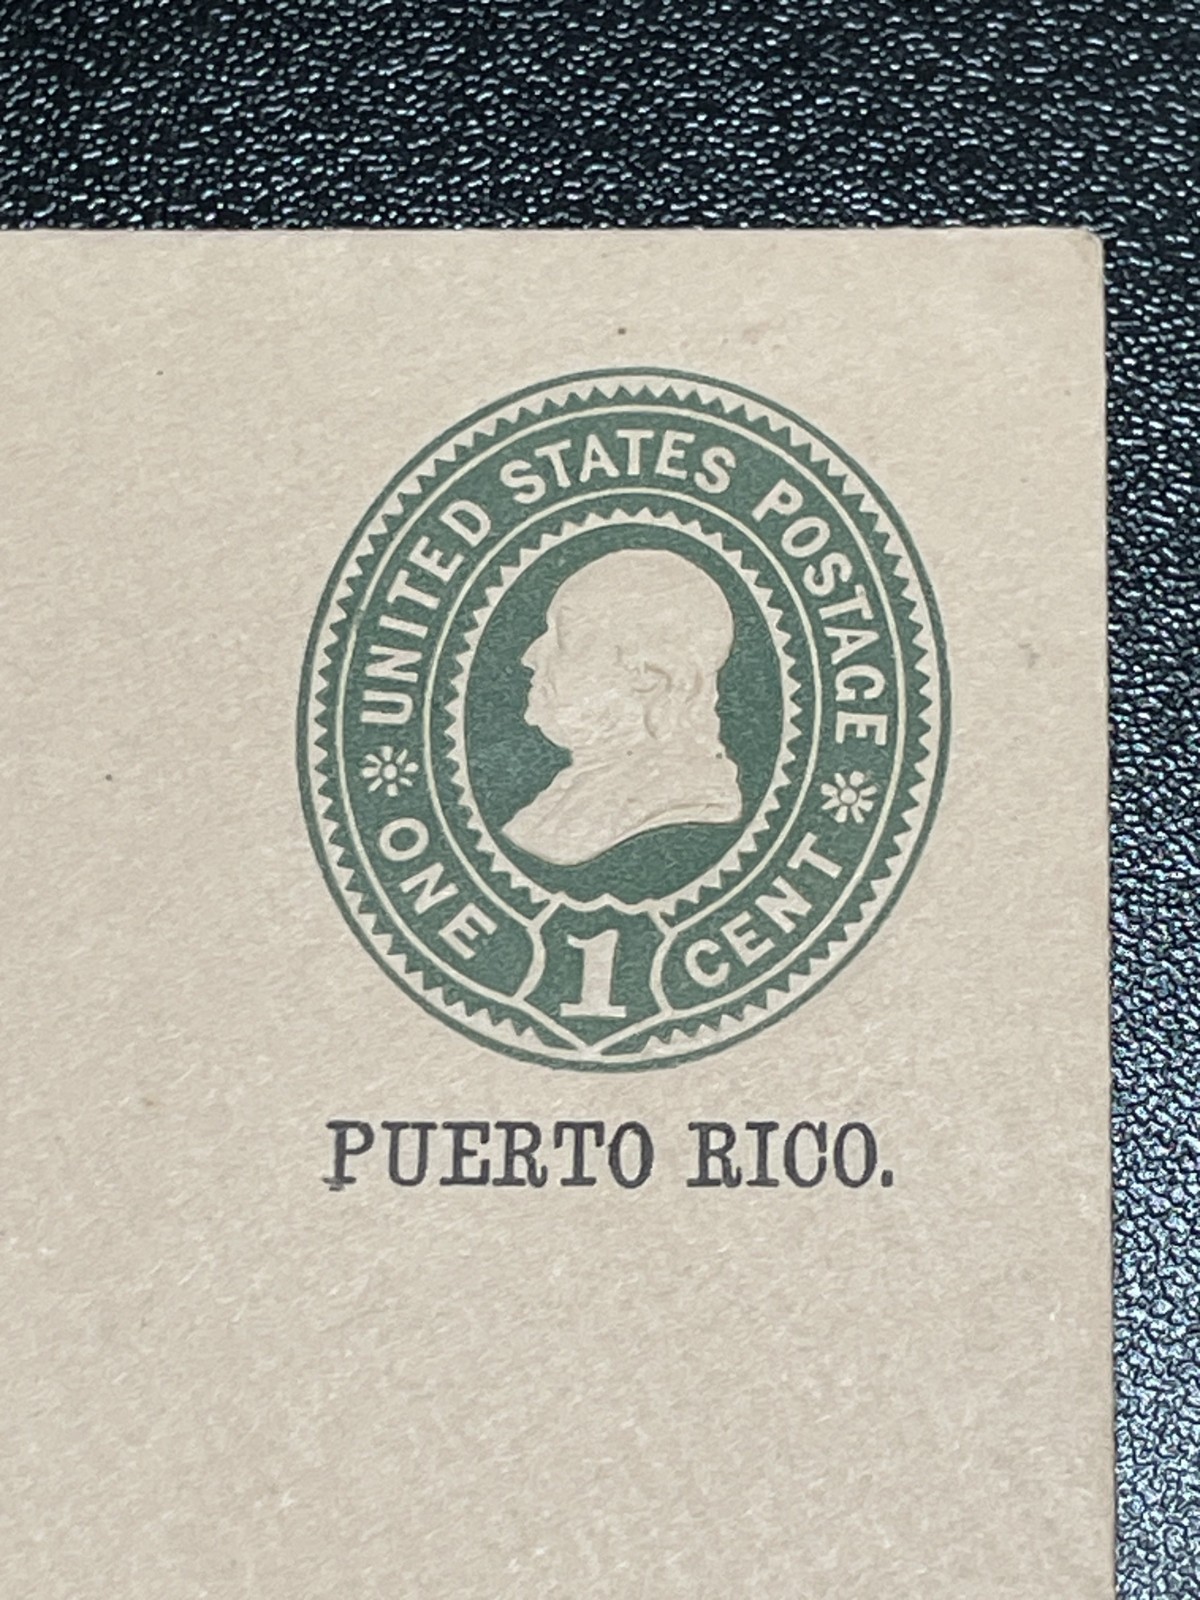 UNITED STATES POSTAGE
ONE 1 CENT
PUERTO RICO.